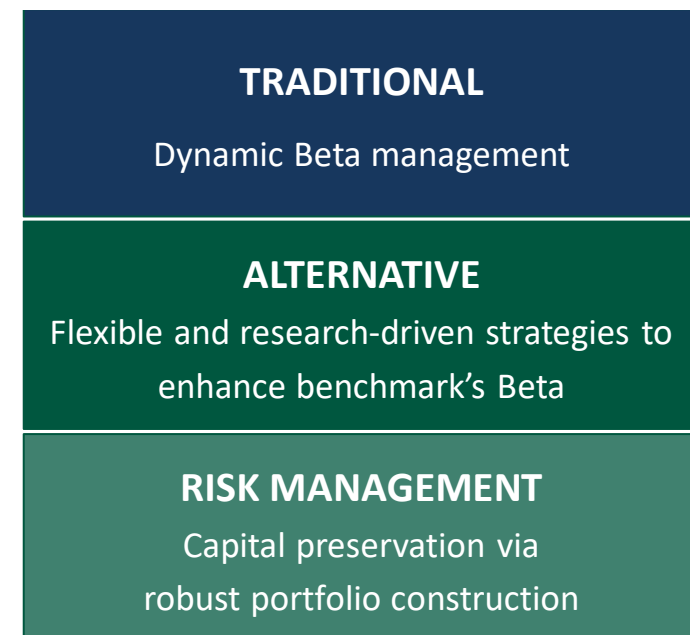 TRADITIONAL
Dynamic Beta management
ALTERNATIVE
Flexible and research-driven strategies to
enhance benchmark’s Beta
RISK MANAGEMENT
Capital preservation via
robust portfolio construction